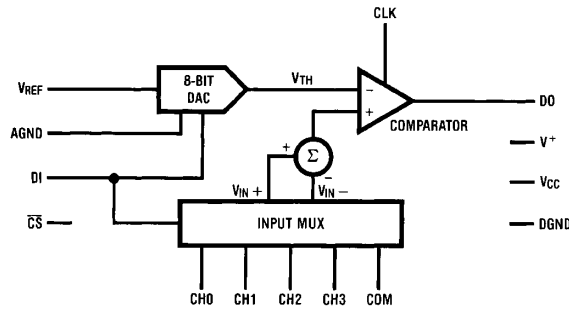 CLK
8-BIT
DAC
VREF
VTH
−
+
COMPARATOR
DO
AGND
V+
+
Σ
−
DI
VIN+
VIN−
VCC
CS
INPUT MUX
DGND
CH0
CH1
CH2
CH3
COM